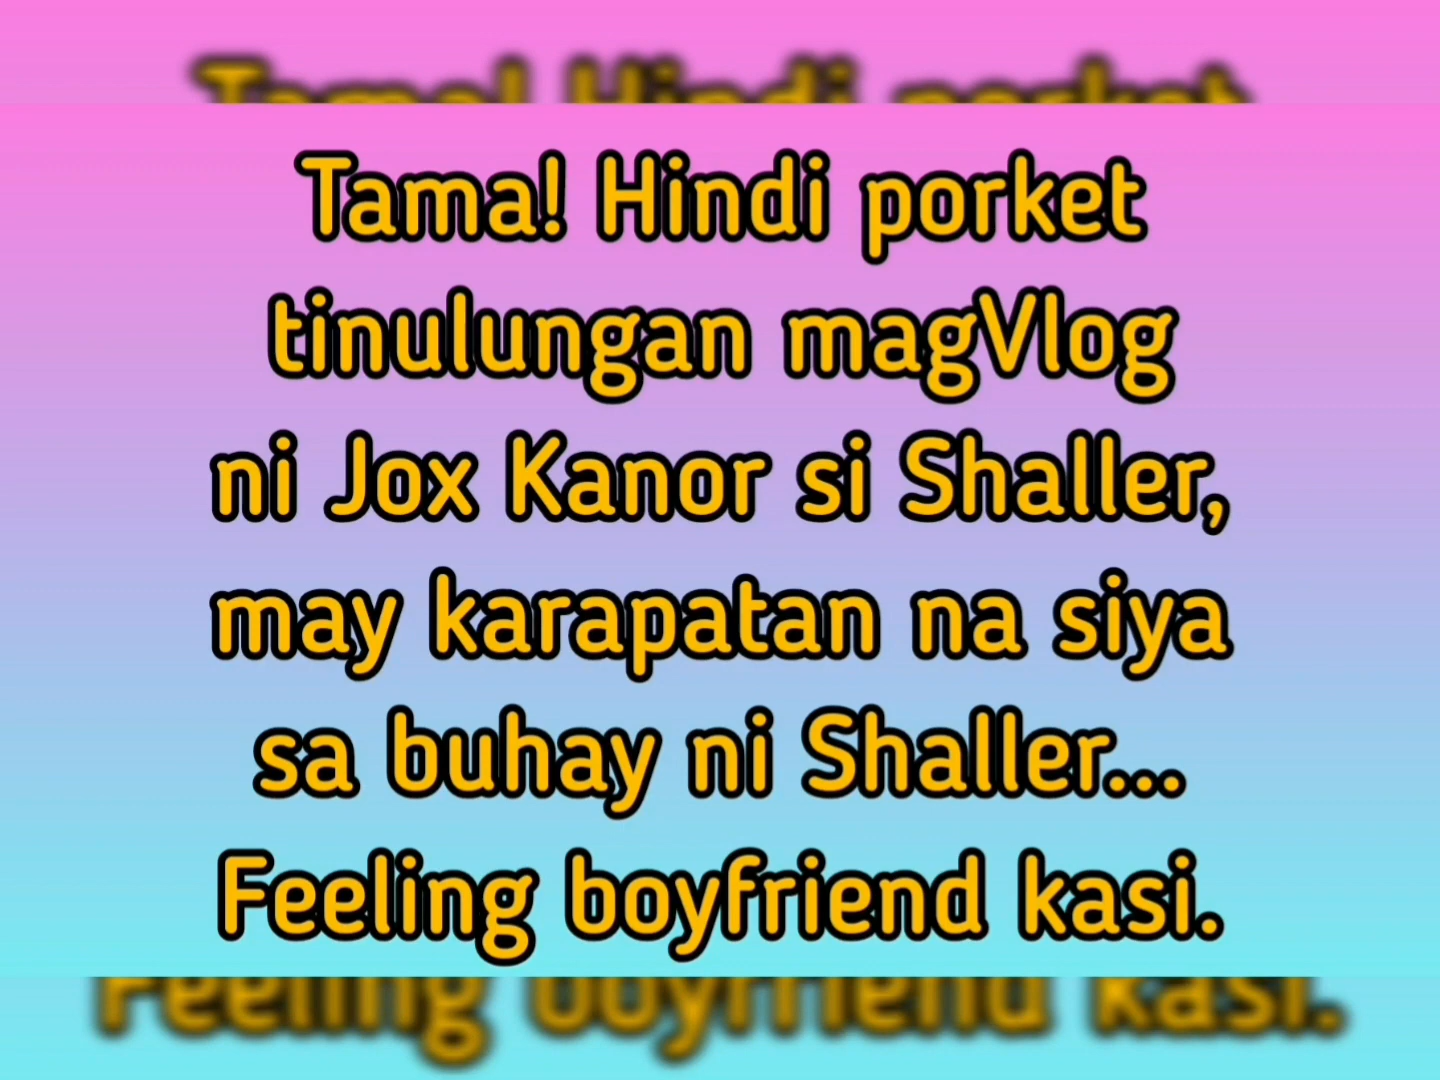 Tama! Hindi porket
tinulungan magVlog
ni Jox Kanor si Shaller,
may karapatan na siya
sa buhay ni Shaller...
Feeling boyfriend kasi.